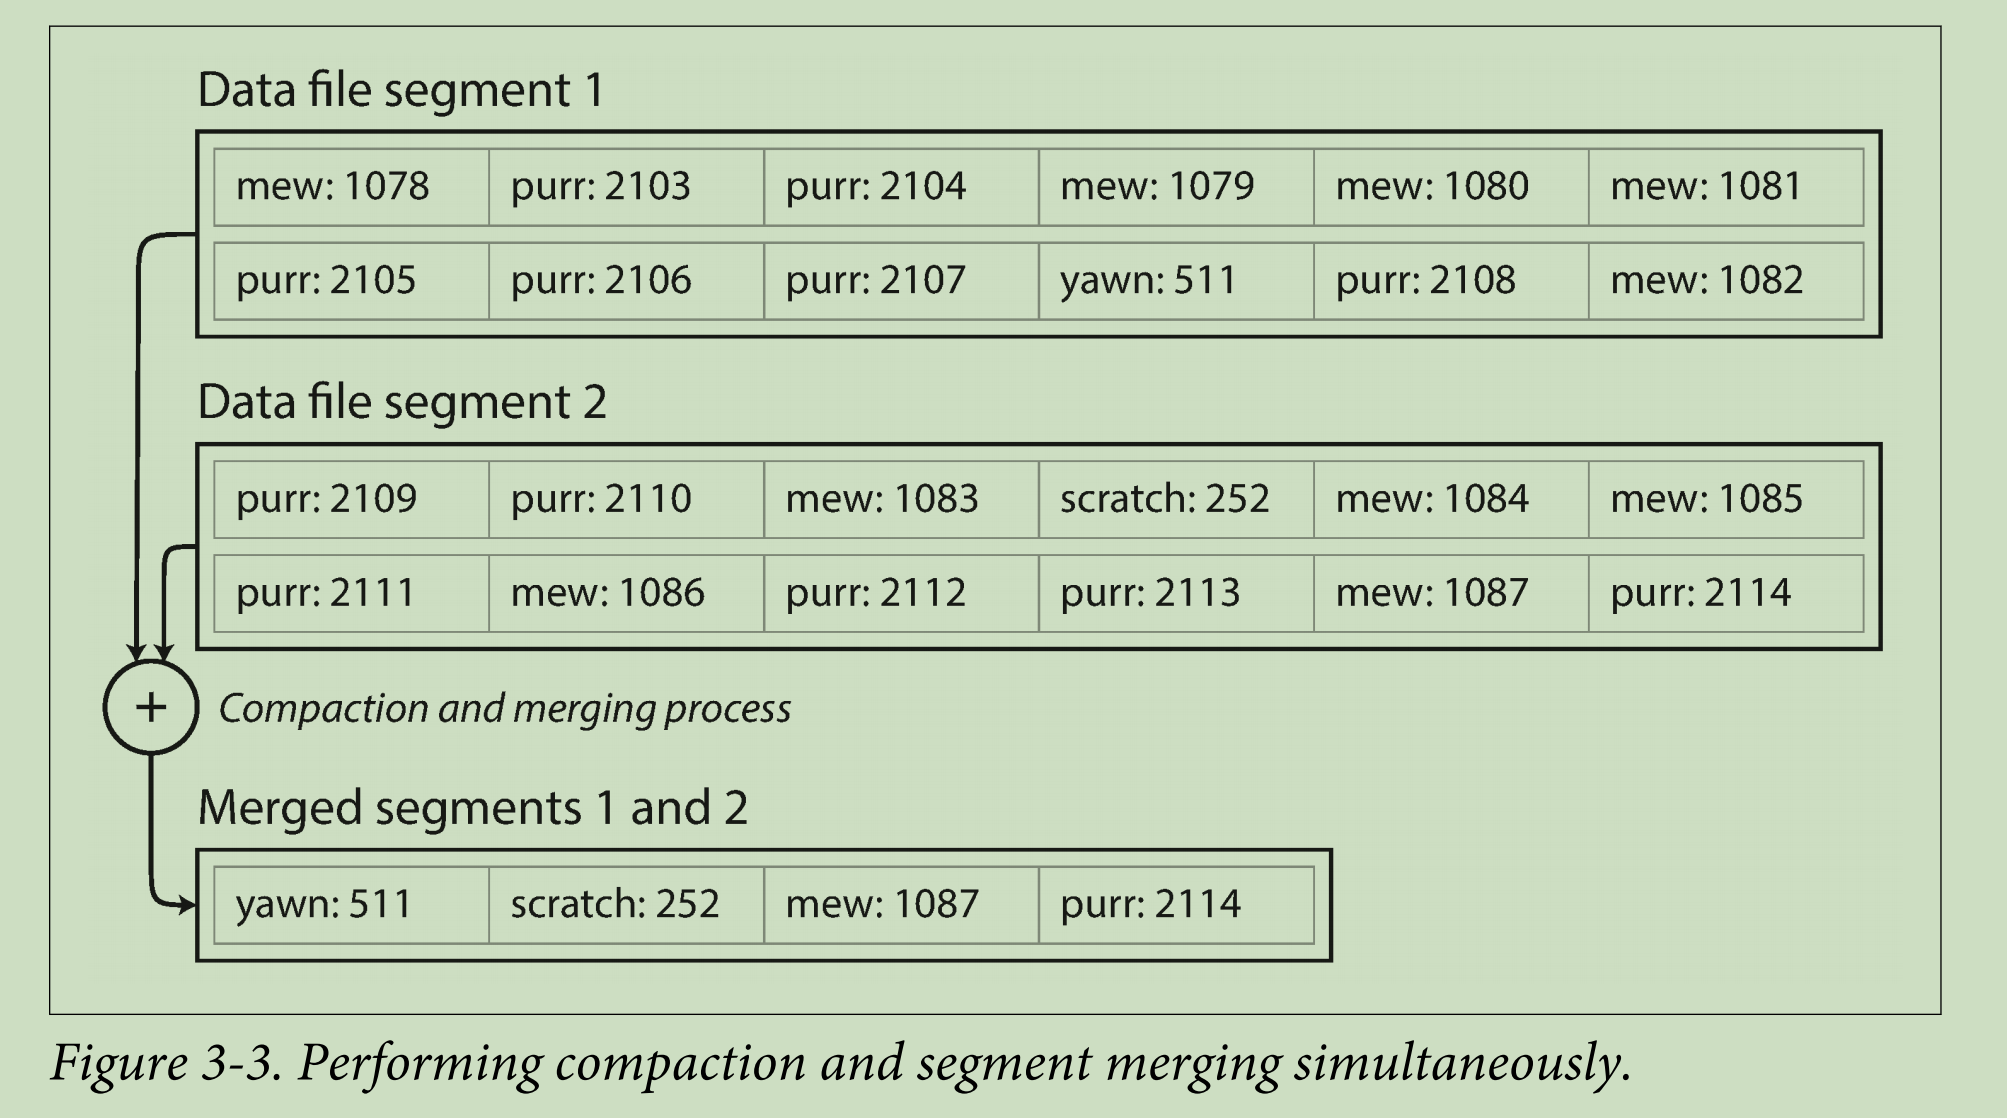 Data file segment 1
mew: 1078 purr: 2103 purr: 2104 mew: 1079 mew: 1080 mew: 1081
purr: 2105 purr: 2106 purr: 2107 yawn: 511 purr: 2108 mew: 1082
Data file segment 2
purr: 2109 purr: 2110 mew: 1083 scratch: 252 mew: 1084 mew: 1085
purr: 2111 mew: 1086 purr: 2112 purr: 2113 mew: 1087 purr: 2114
+ Compaction and merging process
Merged segments 1 and 2
yawn: 511 scratch: 252 mew: 1087 purr: 2114
Figure 3-3. Performing compaction and segment merging simultaneously.